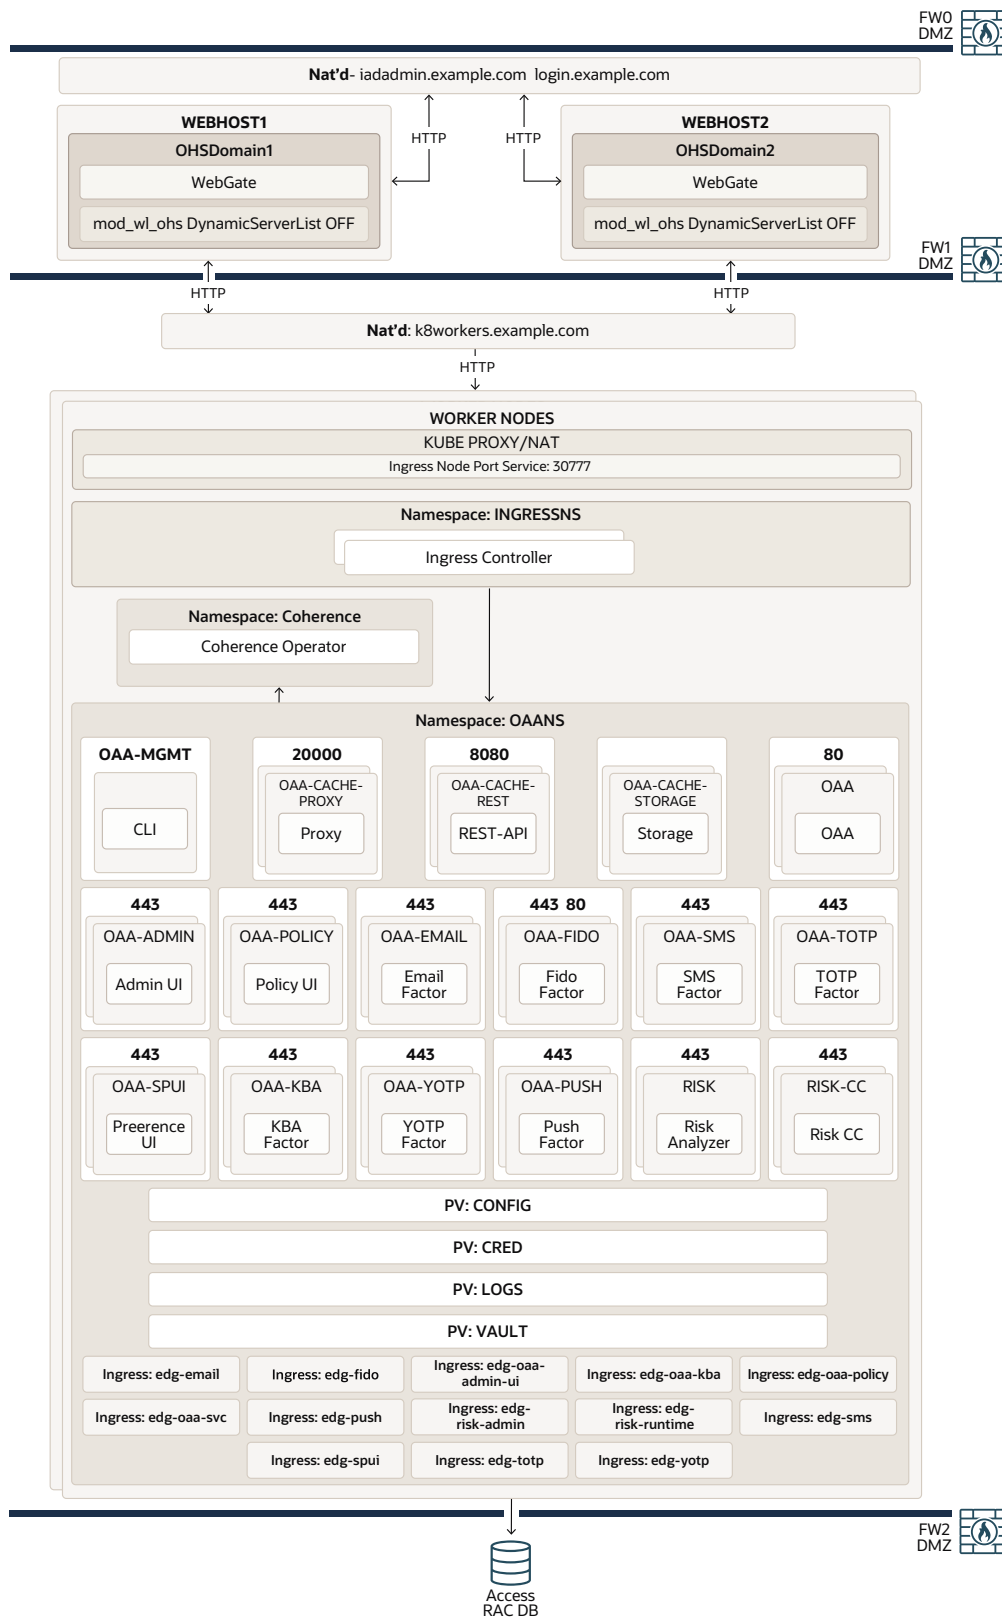 FW0
DMZ
Nat'd- iadadmin.example.com login.example.com
WEBHOST1
OHSDomain1
WebGate
mod_wl_ohs DynamicServerList OFF
HTTP
HTTP
WEBHOST2
OHSDomain2
WebGate
mod_wl_ohs DynamicServerList OFF
FW1
DMZ
HTTP
HTTP
Nat'd: k8workers.example.com
HTTP
WORKER NODES
KUBE PROXY/NAT
Ingress Node Port Service: 30777
Namespace: INGRESSNS
Ingress Controller
Namespace: Coherence
Coherence Operator
Namespace: OAANS
OAA-MGMT
CLI
20000
OAA-CACHE-
PROXY
Proxy
8080
OAA-CACHE-
REST
REST-API
OAA-CACHE-
STORAGE
Storage
80
OAA
OAA
443
OAA-ADMIN
Admin UI
443
OAA-POLICY
Policy UI
443
OAA-EMAIL
Email
Factor
443 80
OAA-FIDO
Fido
Factor
443
OAA-SMS
SMS
Factor
443
OAA-TOTP
TOTP
Factor
443
OAA-SPUI
Preerence
UI
443
OAA-KBA
KBA
Factor
443
OAA-YOTP
YOTP
Factor
443
OAA-PUSH
Push
Factor
443
RISK
Risk
Analyzer
443
RISK-CC
Risk CC
PV: CONFIG
PV: CRED
PV: LOGS
PV: VAULT
Ingress: edg-email
Ingress: edg-fido
Ingress: edg-oaa-
admin-ui
Ingress: edg-oaa-kba
Ingress: edg-oaa-policy
Ingress: edg-oaa-svc
Ingress: edg-push
Ingress: edg-
risk-admin
Ingress: edg-
risk-runtime
Ingress: edg-sms
Ingress: edg-spui
Ingress: edg-totp
Ingress: edg-yotp
FW2
DMZ
Access
RAC DB